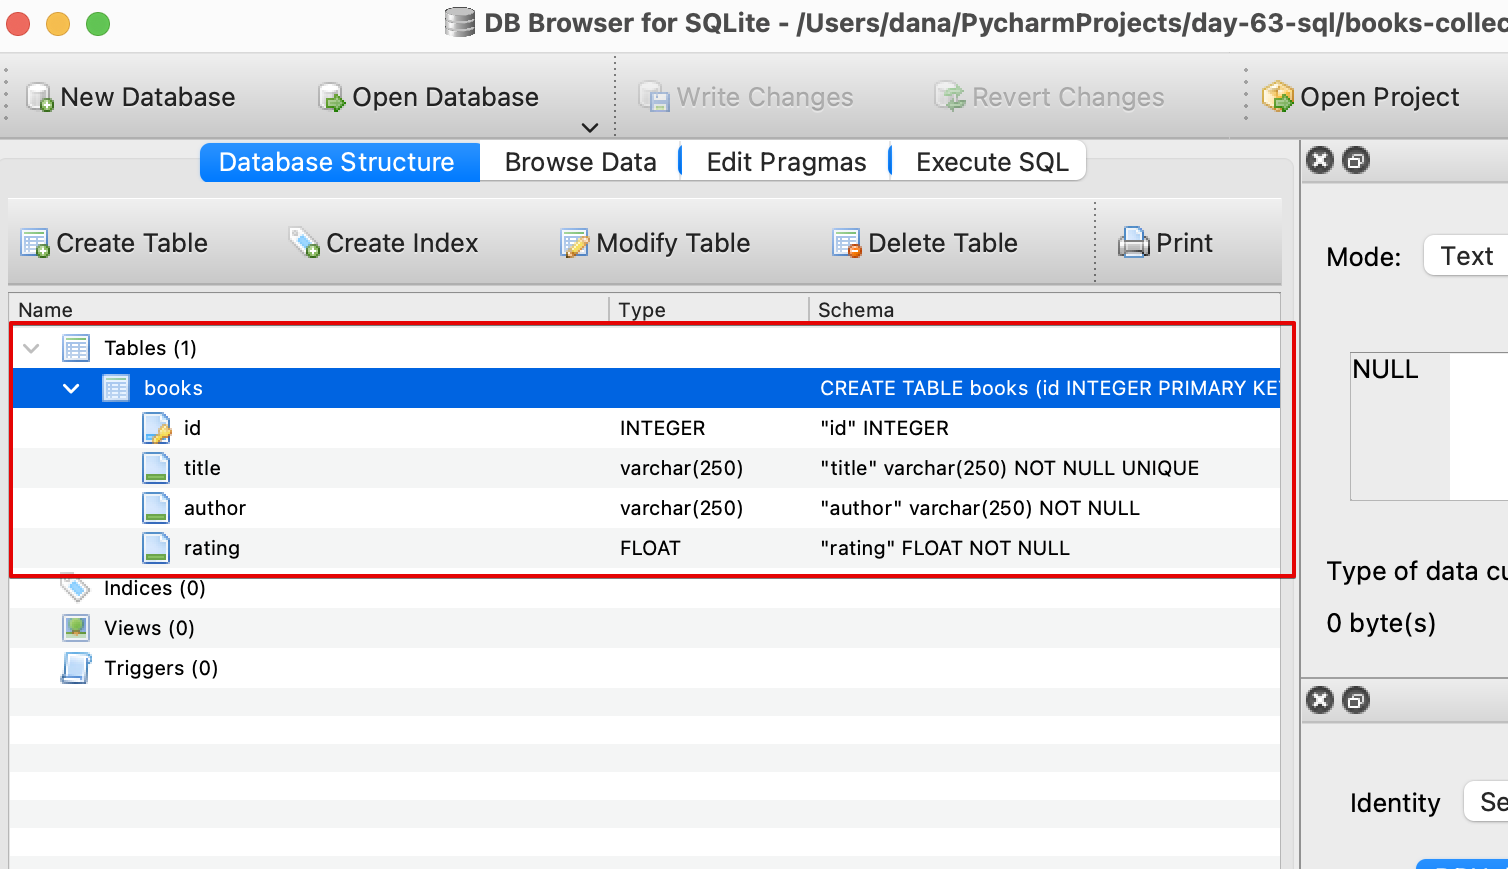 DB Browser for SQLite - /Users/dana/PycharmProjects/day-63-sql/books-collec
New Database Open Database Write Changes Revert Changes Open Project
Database Structure Browse Data Edit Pragmas Execute SQL
Create Table Create Index Modify Table Delete Table Print
Mode: Text
Name Type Schema
Tables (1)
books CREATE TABLE books (id INTEGER PRIMARY KE
NULL
id INTEGER "id" INTEGER
title varchar(250) "title" varchar(250) NOT NULL UNIQUE
author varchar(250) "author" varchar(250) NOT NULL
rating FLOAT "rating" FLOAT NOT NULL
Type of data cu
Indices (0)
Views (0)
0 byte(s)
Triggers (0)
Identity Se